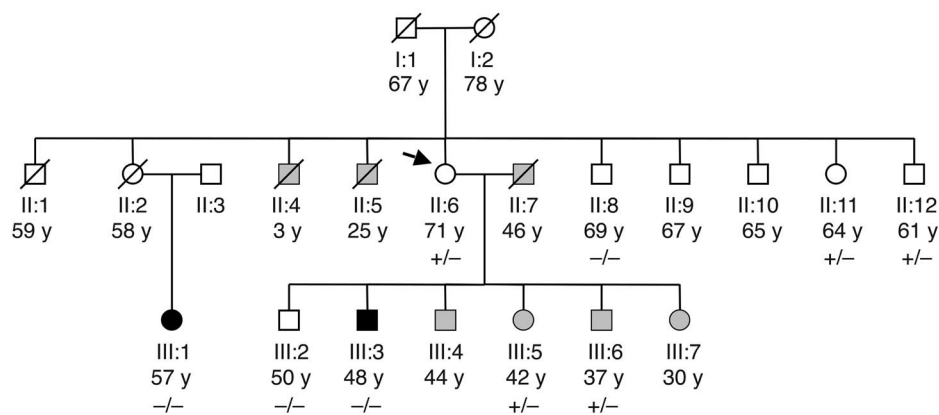 I:1 I:2
67 y 78 y
II:1 II:2 II:3 II:4 II:5 II:6 II:7 II:8 II:9 II:10 II:11 II:12
59 y 58 y 3 y 25 y 71 y 46 y 69 y 67 y 65 y 64 y 61 y
+/– –/– +/– +/–
III:1 III:2 III:3 III:4 III:5 III:6 III:7
57 y 50 y 48 y 44 y 42 y 37 y 30 y
–/– –/– –/– +/– +/–